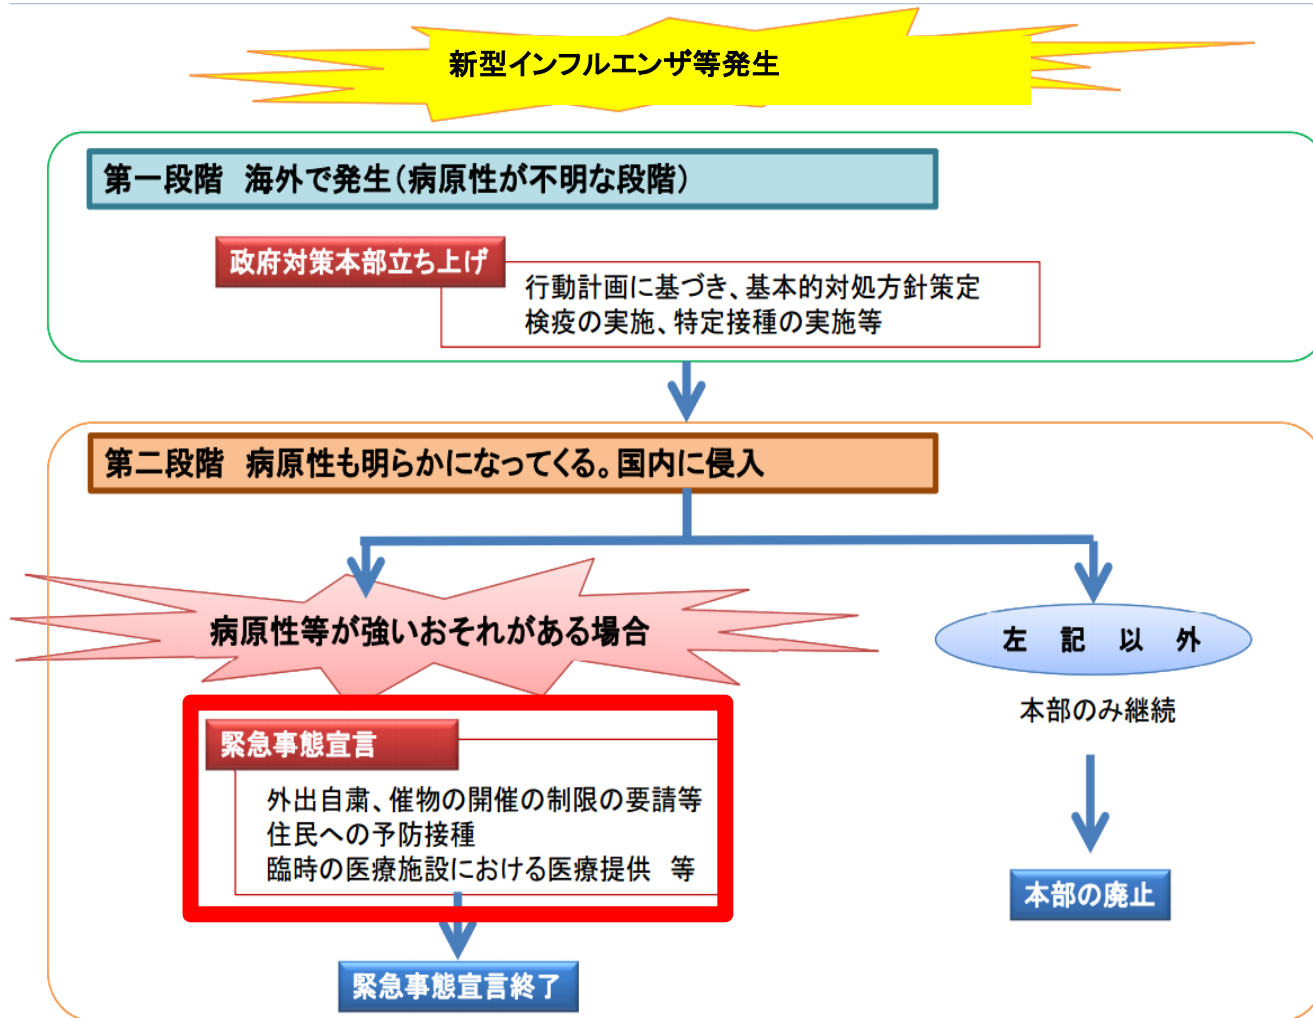 新型インフルエンザ等発生
第一段階 海外で発生(病原性が不明な段階)
政府対策本部立ち上げ
行動計画に基づき、基本的対処方針策定
検疫の実施、特定接種の実施等
第二段階 病原性も明らかになってくる。国内に侵入
病原性等が強いおそれがある場合
左 記 以 外
本部のみ継続
緊急事態宣言
外出自粛、催物の開催の制限の要請等
住民への予防接種
臨時の医療施設における医療提供 等
本部の廃止
緊急事態宣言終了